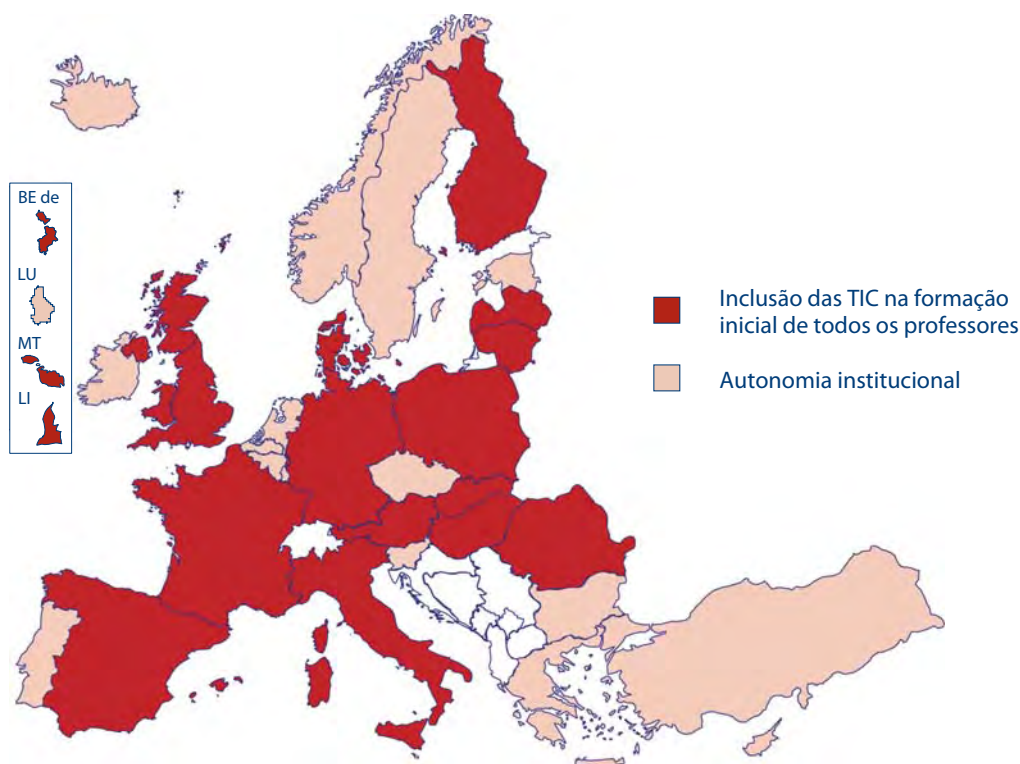 BE de
LU
MT
LI
Inclusão das TIC na formação
inicial de todos os professores
Autonomia institucional